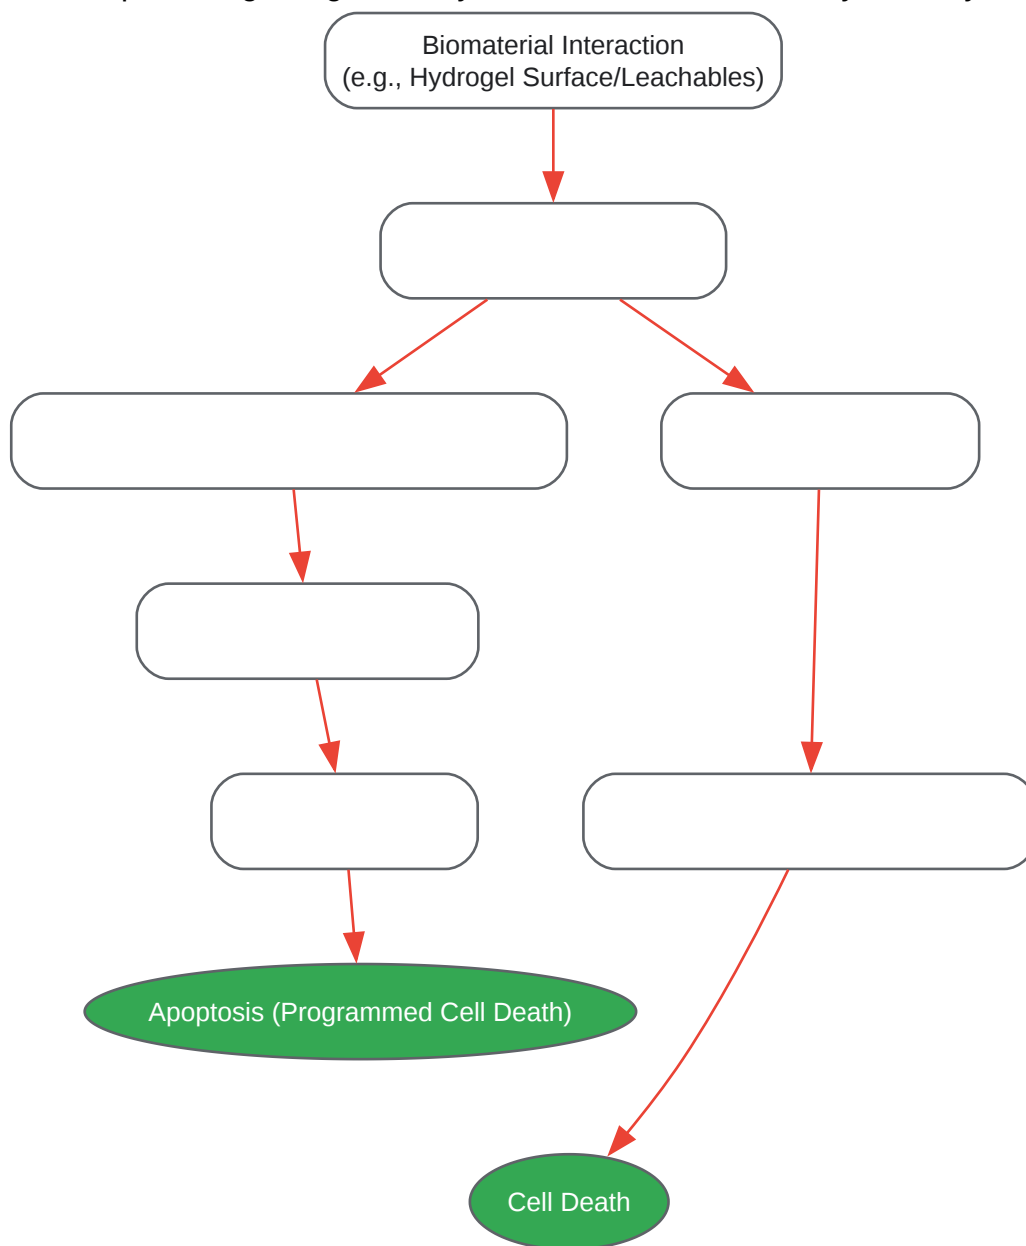 Biomaterial Interaction
(e.g., Hydrogel Surface/Leachables)
Apoptosis (Programmed Cell Death)
Cell Death